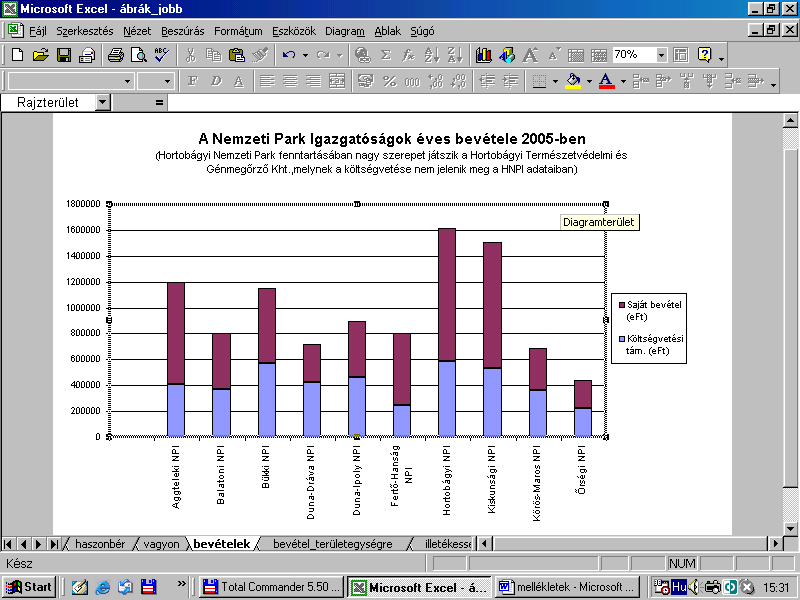 Microsoft Excel - ábrák_jobb
Fájl Szerkesztés Nézet Beszúrás Formátum Eszközök Diagram Ablak Súgó
70%
Rajzterület =
A Nemzeti Park Igazgatóságok éves bevétele 2005-ben
(Hortobágyi Nemzeti Park fenntartásában nagy szerepet játszik a Hortobágyi Természetvédelmi és
Génmegőrző Kht.,melynek a költségvetése nem jelenik meg a HNPI adataiban)
1800000
1600000
1400000
1200000
1000000
800000
600000
400000
200000
0
Diagramterület
Saját bevétel
(eFt)
Költségvetési
tám. (eFt)
Aggteleki NPI
Balatoni NPI
Bükki NPI
Duna-Dráva NPI
Duna-Ipoly NPI
Fertő-Hanság
NPI
Hortobágyi NPI
Kiskunsági NPI
Körös-Maros NPI
Őrségi NPI
haszonbér vagyon bevételek bevétel_területegységre illetékesse
Kész NUM
Start Total Commander 5.50 ... Microsoft Excel - á... mellékletek - Microsoft ... Hu 15:31